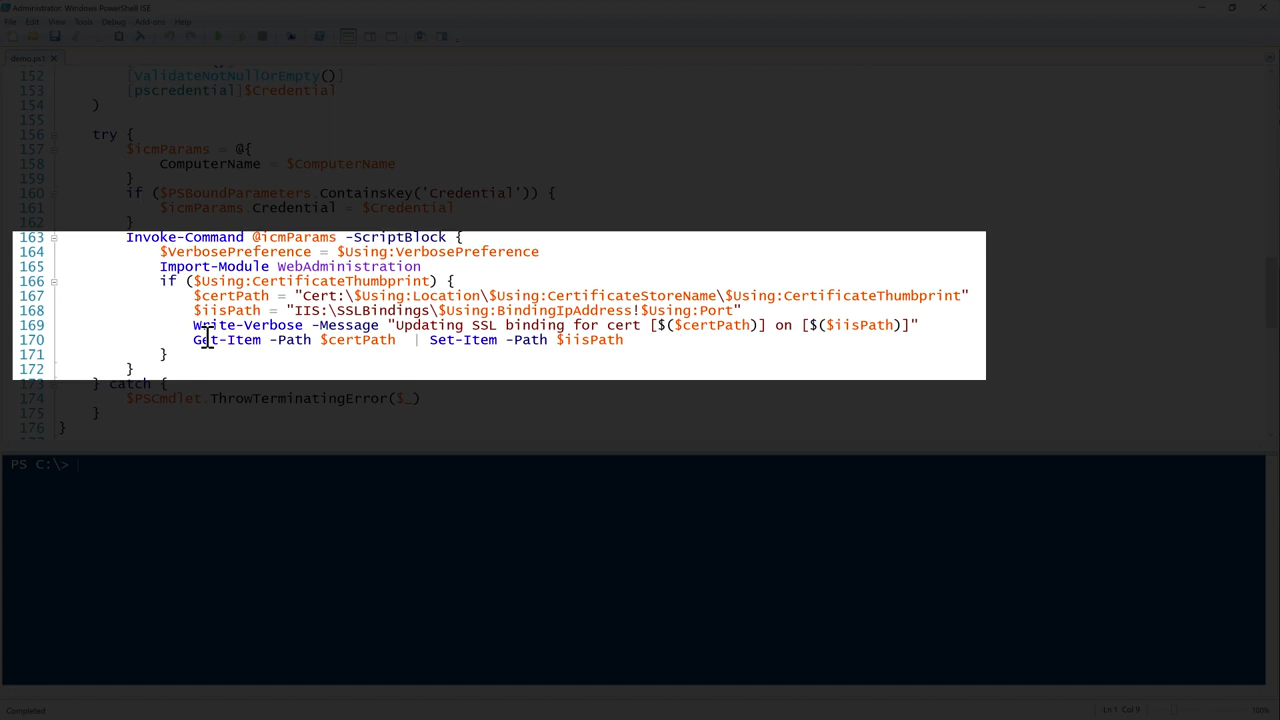 Administrator: Windows PowerShell ISE
File Edit View Tools Debug Add-ons Help
demo.ps1
152 [ValidateNotNullOrEmpty()]
153 [pscredential]$Credential
154 )
155
156 try {
157 $icmParams = @{
158 ComputerName = $ComputerName
159 }
160 if ($PSBoundParameters.ContainsKey('Credential')) {
161 $icmParams.Credential = $Credential
162 }
163 Invoke-Command @icmParams -ScriptBlock {
164 $VerbosePreference = $Using:VerbosePreference
165 Import-Module WebAdministration
166 if ($Using:CertificateThumbprint) {
167 $certPath = "Cert:\$Using:Location\$Using:CertificateStoreName\$Using:CertificateThumbprint"
168 $iisPath = "IIS:\SSLBindings\$Using:BindingIpAddress!$Using:Port"
169 Write-Verbose -Message "Updating SSL binding for cert [$($certPath)] on [$($iisPath)]"
170 Get-Item -Path $certPath | Set-Item -Path $iisPath
171 }
172 }
173 } catch {
174 $PSCmdlet.ThrowTerminatingError($_)
175 }
176 }
PS C:\>
Completed
Ln 1 Col 9
100%